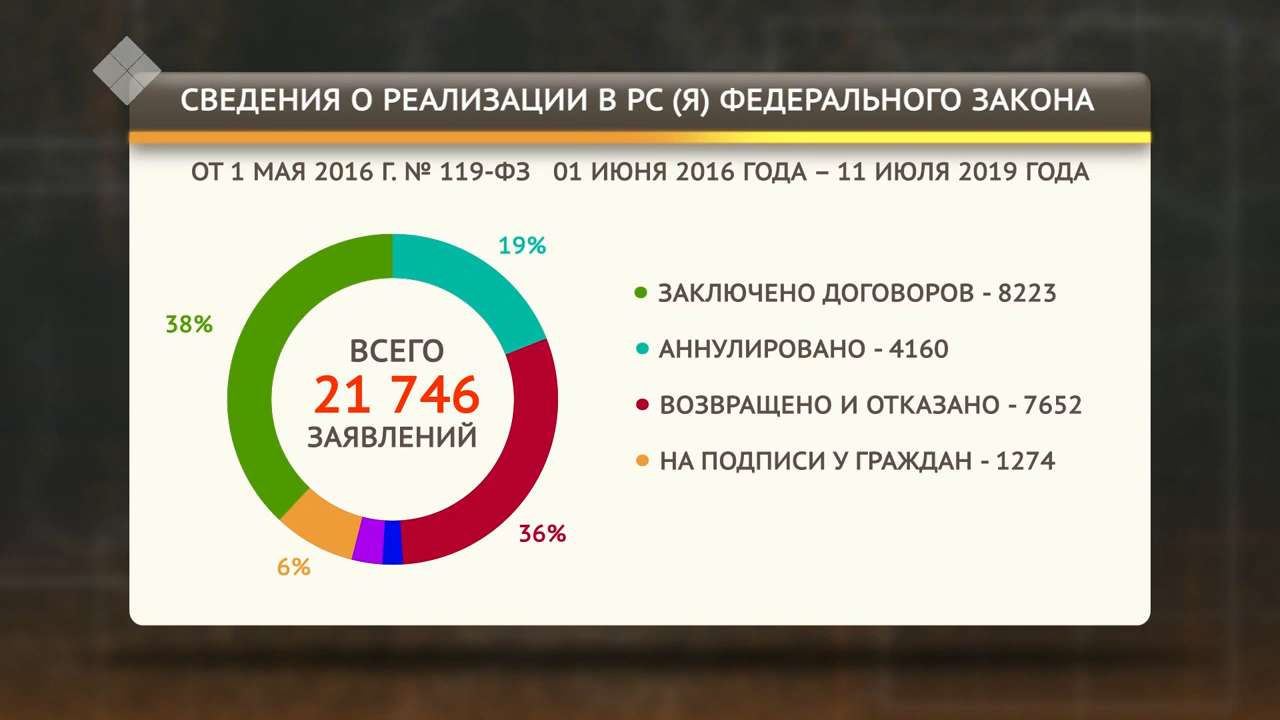 СВЕДЕНИЯ О РЕАЛИЗАЦИИ В РС (Я) ФЕДЕРАЛЬНОГО ЗАКОНА
ОТ 1 МАЯ 2016 Г. № 119-ФЗ 01 ИЮНЯ 2016 ГОДА – 11 ИЮЛЯ 2019 ГОДА
19%
38%
36%
6%
ВСЕГО
21 746
ЗАЯВЛЕНИЙ
ЗАКЛЮЧЕНО ДОГОВОРОВ - 8223
АННУЛИРОВАНО - 4160
ВОЗВРАЩЕНО И ОТКАЗАНО - 7652
НА ПОДПИСИ У ГРАЖДАН - 1274